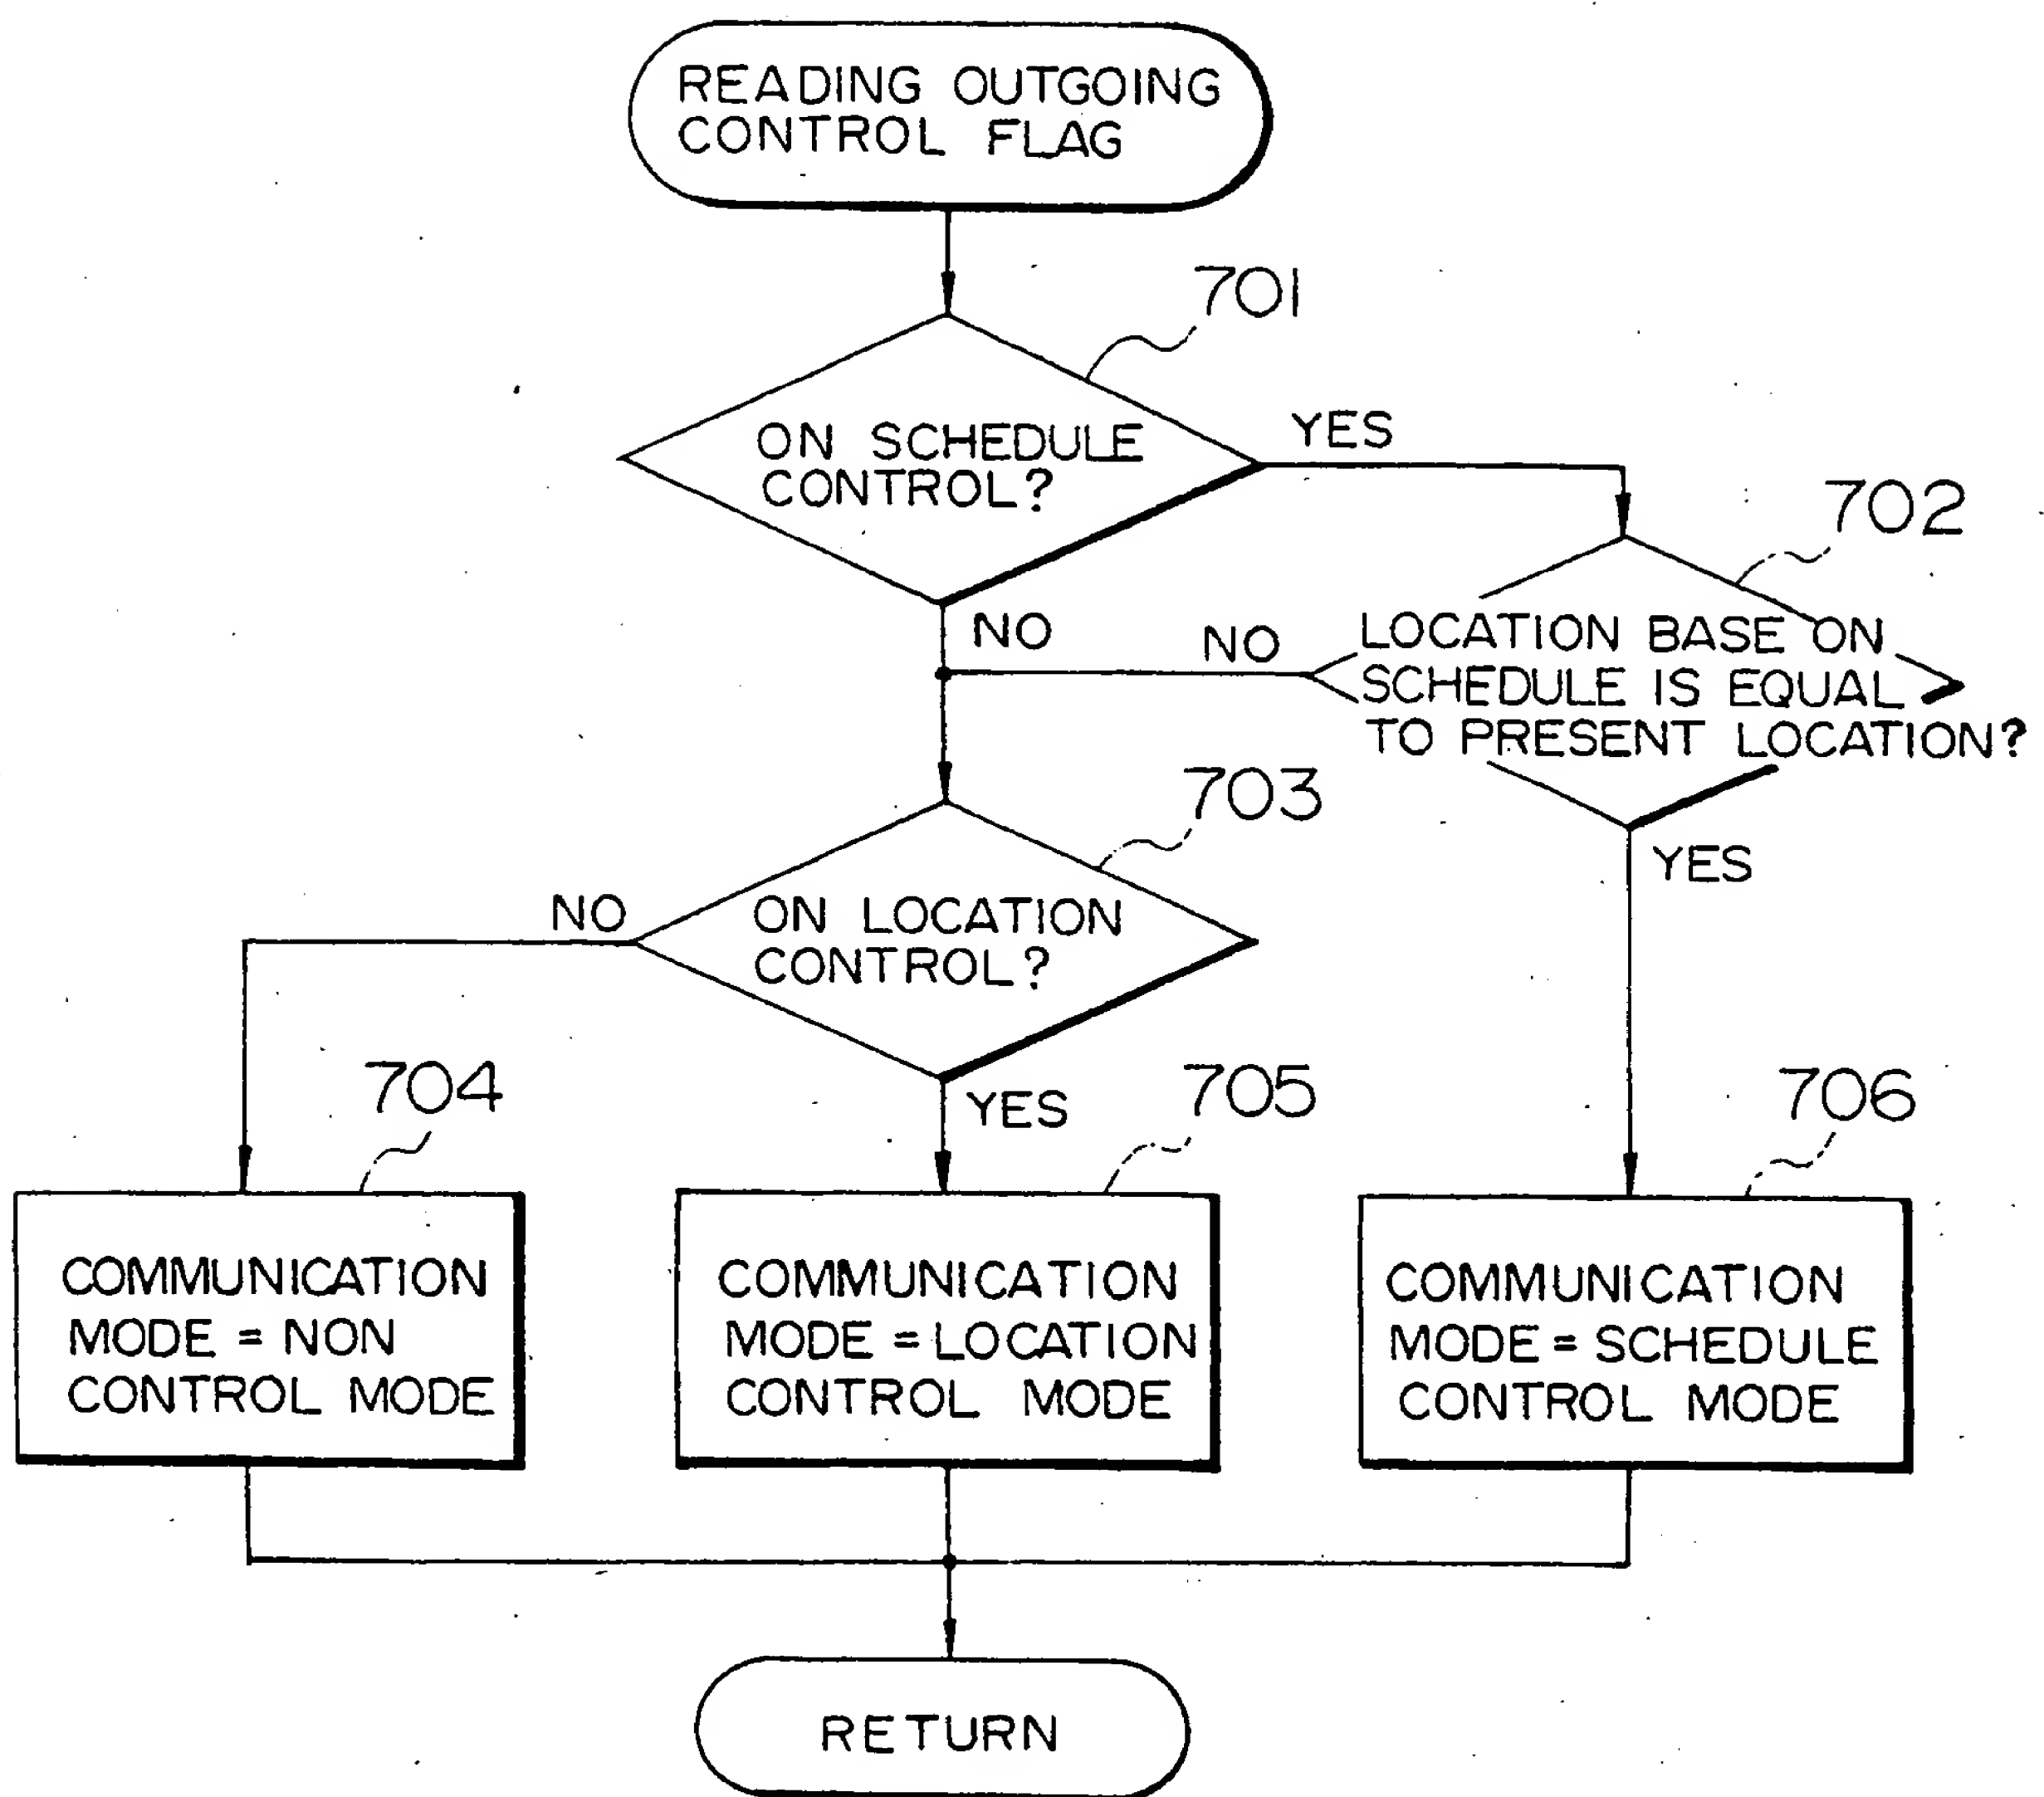 READING OUTGOING
CONTROL FLAG
701
ON SCHEDULE
CONTROL?
YES
702
NO
NO
LOCATION BASE ON
SCHEDULE IS EQUAL
TO PRESENT LOCATION?
703
YES
NO
ON LOCATION
CONTROL?
704
YES
705
706
COMMUNICATION
MODE = NON
CONTROL MODE
COMMUNICATION
MODE = LOCATION
CONTROL MODE
COMMUNICATION
MODE = SCHEDULE
CONTROL MODE
RETURN